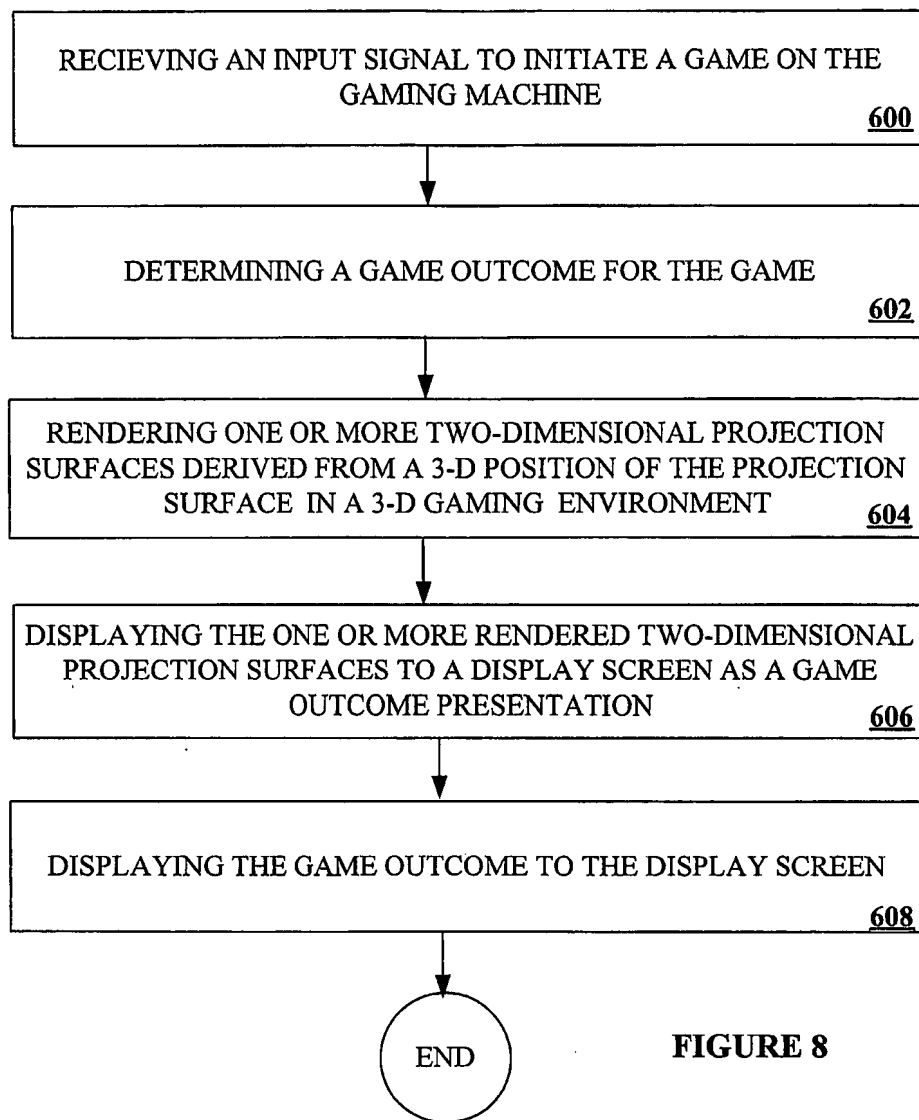 RECIEVING AN INPUT SIGNAL TO INITIATE A GAME ON THE
GAMING MACHINE
600
DETERMINING A GAME OUTCOME FOR THE GAME
602
RENDERING ONE OR MORE TWO-DIMENSIONAL PROJECTION
SURFACES DERIVED FROM A 3-D POSITION OF THE PROJECTION
SURFACE IN A 3-D GAMING ENVIRONMENT
604
DISPLAYING THE ONE OR MORE RENDERED TWO-DIMENSIONAL
PROJECTION SURFACES TO A DISPLAY SCREEN AS A GAME
OUTCOME PRESENTATION
606
DISPLAYING THE GAME OUTCOME TO THE DISPLAY SCREEN
608
END
FIGURE 8